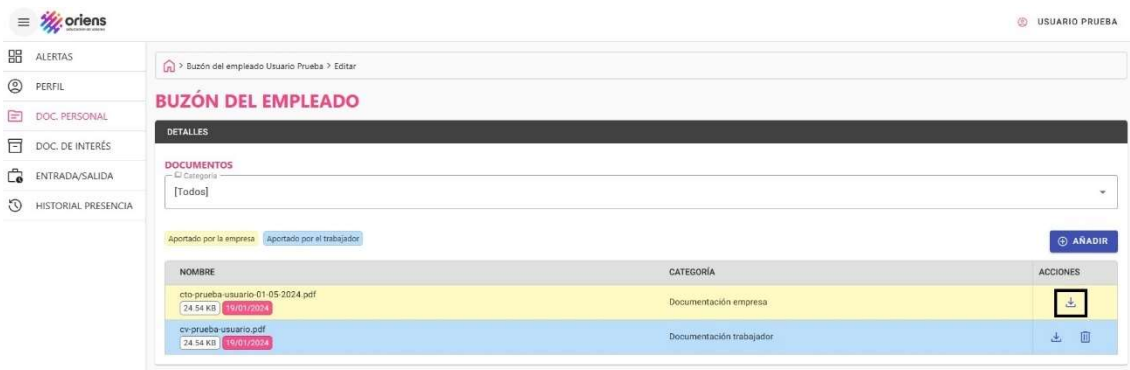 oriens
USUARIO PRUEBA
ALERTAS
PERFIL
DOC. PERSONAL
DOC. DE INTERÉS
ENTRADA/SALIDA
HISTORIAL PRESENCIA
> Buzón del empleado Usuario Prueba > Editar
BUZÓN DEL EMPLEADO
DETALLES
DOCUMENTOS
Categoría
[Todos]
Aportado por la empresa Aportado por el trabajador
AÑADIR
NOMBRE CATEGORÍA ACCIONES
cto-prueba-usuario-01-05-2024.pdf
24.54 KB 19/01/2024
Documentación empresa
cv-prueba-usuario.pdf
24.54 KB 19/01/2024
Documentación trabajador